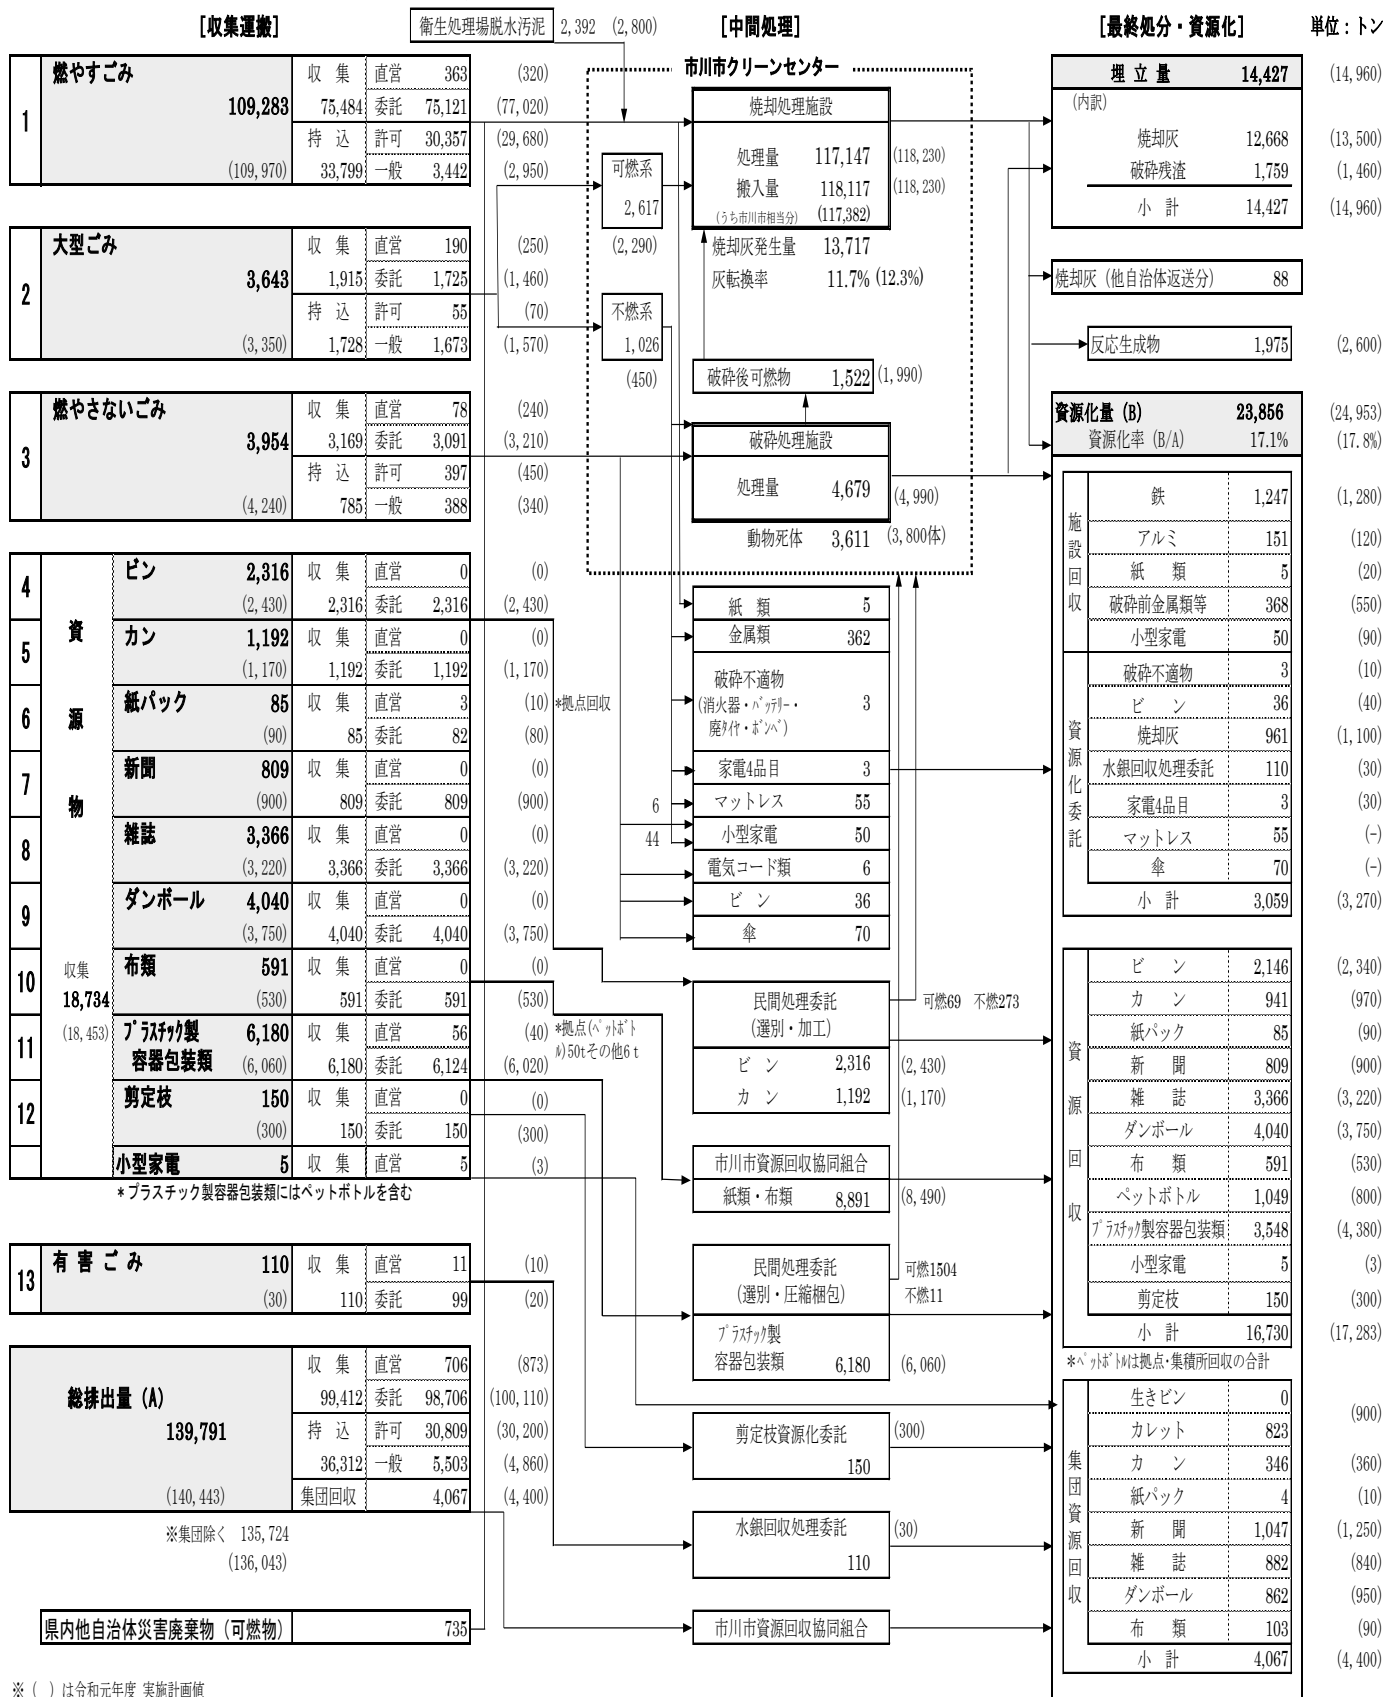 [収集運搬]
衛生処理場脱水汚泥 2,392 (2,800)
[中間処理]
[最終処分・資源化]
単位：トン
1 燃やすごみ 収集 直営 363 (320)
109,283 75,484 委託 75,121 (77,020)
持込 許可 30,357 (29,680)
(109,970) 33,799 一般 3,442 (2,950)
2 大型ごみ 収集 直営 190 (250)
3,643 1,915 委託 1,725 (1,460)
持込 許可 55 (70)
(3,350) 1,728 一般 1,673 (1,570)
3 燃やさないごみ 収集 直営 78 (240)
3,954 3,169 委託 3,091 (3,210)
持込 許可 397 (450)
(4,240) 785 一般 388 (340)
資源物
収集
18,734
(18,453)
4 ビン 2,316 収集 直営 0 (0)
(2,430) 2,316 委託 2,316 (2,430)
5 カン 1,192 収集 直営 0 (0)
(1,170) 1,192 委託 1,192 (1,170)
6 紙パック 85 収集 直営 3 (10) *拠点回収
(90) 85 委託 82 (80)
7 新聞 809 収集 直営 0 (0)
(900) 809 委託 809 (900)
8 雑誌 3,366 収集 直営 0 (0)
(3,220) 3,366 委託 3,366 (3,220)
9 ダンボール 4,040 収集 直営 0 (0)
(3,750) 4,040 委託 4,040 (3,750)
10 布類 591 収集 直営 0 (0)
(530) 591 委託 591 (530)
11 プラスチック製 6,180 収集 直営 56 (40) *拠点(ペットボト
容器包装類 (6,060) 6,180 委託 6,124 (6,020) ル)50tその他6t
12 剪定枝 150 収集 直営 0 (0)
(300) 150 委託 150 (300)
小型家電 5 収集 直営 5 (3)
*プラスチック製容器包装類にはペットボトルを含む
13 有害ごみ 110 収集 直営 11 (10)
(30) 110 委託 99 (20)
収集 直営 706 (873)
総排出量 (A) 99,412 委託 98,706 (100,110)
139,791 持込 許可 30,809 (30,200)
36,312 一般 5,503 (4,860)
(140,443) 集団回収 4,067 (4,400)
※集団除く 135,724
(136,043)
県内他自治体災害廃棄物（可燃物） 735
※（ ）は令和元年度 実施計画値
市川市クリーンセンター
可燃系
2,617
(2,290)
不燃系
1,026
(450)
焼却処理施設
処理量 117,147 (118,230)
搬入量 118,117 (118,230)
(うち市川市相当分) (117,382)
焼却灰発生量 13,717
灰転換率 11.7% (12.3%)
破砕後可燃物 1,522 (1,990)
破砕処理施設
処理量 4,679 (4,990)
動物死体 3,611 (3,800体)
紙類 5
金属類 362
破砕不適物
(消火器・バッテリー・ 3
廃タイヤ・ボンベ)
家電4品目 3
マットレス 55
6
小型家電 50
44
電気コード類 6
ビン 36
傘 70
民間処理委託
(選別・加工)
可燃69 不燃273
ビン 2,316 (2,430)
カン 1,192 (1,170)
市川市資源回収協同組合
紙類・布類 8,891 (8,490)
民間処理委託 可燃1504
(選別・圧縮梱包) 不燃11
プラスチック製
容器包装類 6,180 (6,060)
剪定枝資源化委託 (300)
150
水銀回収処理委託 (30)
110
市川市資源回収協同組合
埋立量 14,427 (14,960)
(内訳)
焼却灰 12,668 (13,500)
破砕残渣 1,759 (1,460)
小計 14,427 (14,960)
焼却灰（他自治体返送分） 88
反応生成物 1,975 (2,600)
資源化量 (B) 23,856 (24,953)
資源化率 (B/A) 17.1% (17.8%)
施設回収
鉄 1,247 (1,280)
アルミ 151 (120)
紙類 5 (20)
破砕前金属類等 368 (550)
小型家電 50 (90)
資源化委託
破砕不適物 3 (10)
ビン 36 (40)
焼却灰 961 (1,100)
水銀回収処理委託 110 (30)
家電4品目 3 (30)
マットレス 55 (-)
傘 70 (-)
小計 3,059 (3,270)
資源回収
ビン 2,146 (2,340)
カン 941 (970)
紙パック 85 (90)
新聞 809 (900)
雑誌 3,366 (3,220)
ダンボール 4,040 (3,750)
布類 591 (530)
ペットボトル 1,049 (800)
プラスチック製容器包装類 3,548 (4,380)
小型家電 5 (3)
剪定枝 150 (300)
小計 16,730 (17,283)
*ペットボトルは拠点・集積所回収の合計
集団資源回収
生きビン 0
(900)
カレット 823
カン 346 (360)
紙パック 4 (10)
新聞 1,047 (1,250)
雑誌 882 (840)
ダンボール 862 (950)
布類 103 (90)
小計 4,067 (4,400)